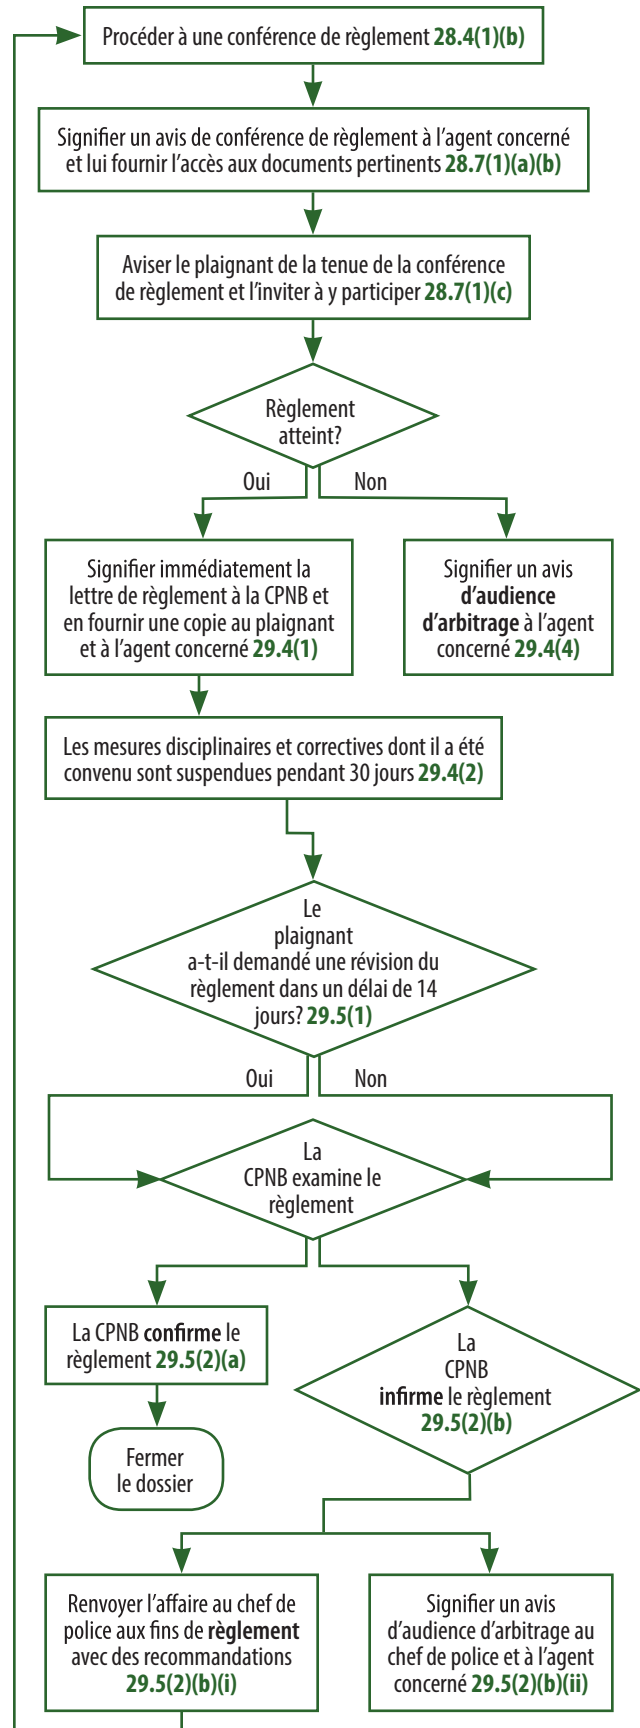 Procéder à une conférence de règlement 28.4(1)(b)
Signifier un avis de conférence de règlement à l'agent concerné
et lui fournir l'accès aux documents pertinents 28.7(1)(a)(b)
Aviser le plaignant de la tenue de la conférence
de règlement et l'inviter à y participer 28.7(1)(c)
Règlement
atteint?
Oui
Non
Signifier immédiatement la
lettre de règlement à la CPNB et
en fournir une copie au plaignant
et à l'agent concerné 29.4(1)
Signifier un avis
d'audience
d'arbitrage à l'agent
concerné 29.4(4)
Les mesures disciplinaires et correctives dont il a été
convenu sont suspendues pendant 30 jours 29.4(2)
Le
plaignant
a-t-il demandé une révision du
règlement dans un délai de 14
jours? 29.5(1)
Oui
Non
La
CPNB examine le
règlement
La CPNB confirme le
règlement 29.5(2)(a)
La
CPNB
infirme le règlement
29.5(2)(b)
Fermer
le dossier
Renvoyer l'affaire au chef de
police aux fins de règlement
avec des recommandations
29.5(2)(b)(i)
Signifier un avis
d'audience d'arbitrage au
chef de police et à l'agent
concerné 29.5(2)(b)(ii)